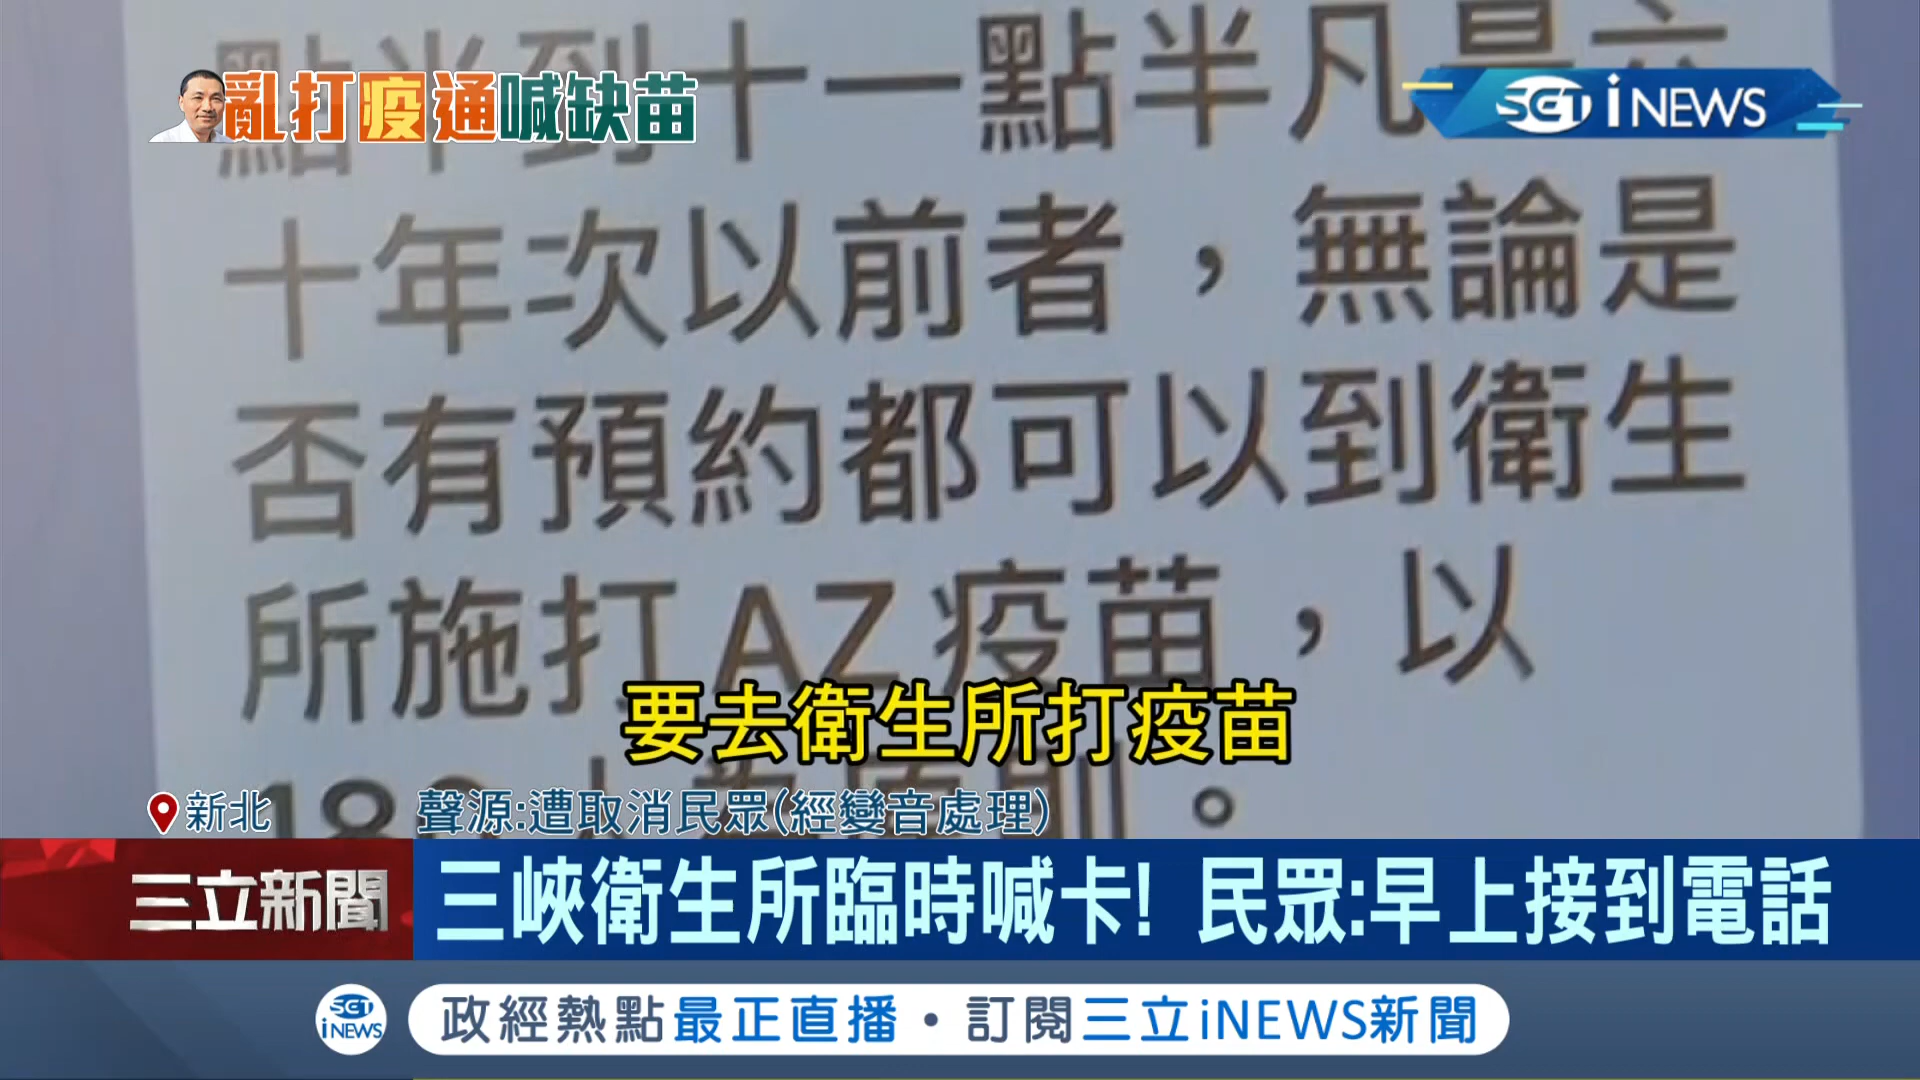 亂打疫通喊缺苗
SET iNEWS
點半到十一點半凡是六
十年次以前者，無論是
否有預約都可以到衛生
所施打AZ疫苗，以
要去衛生所打疫苗
新北
聲源:遭取消民眾(經變音處理)
三立新聞
三峽衛生所臨時喊卡! 民眾:早上接到電話
SET iNEWS
政經熱點最正直播・訂閱三立iNEWS新聞